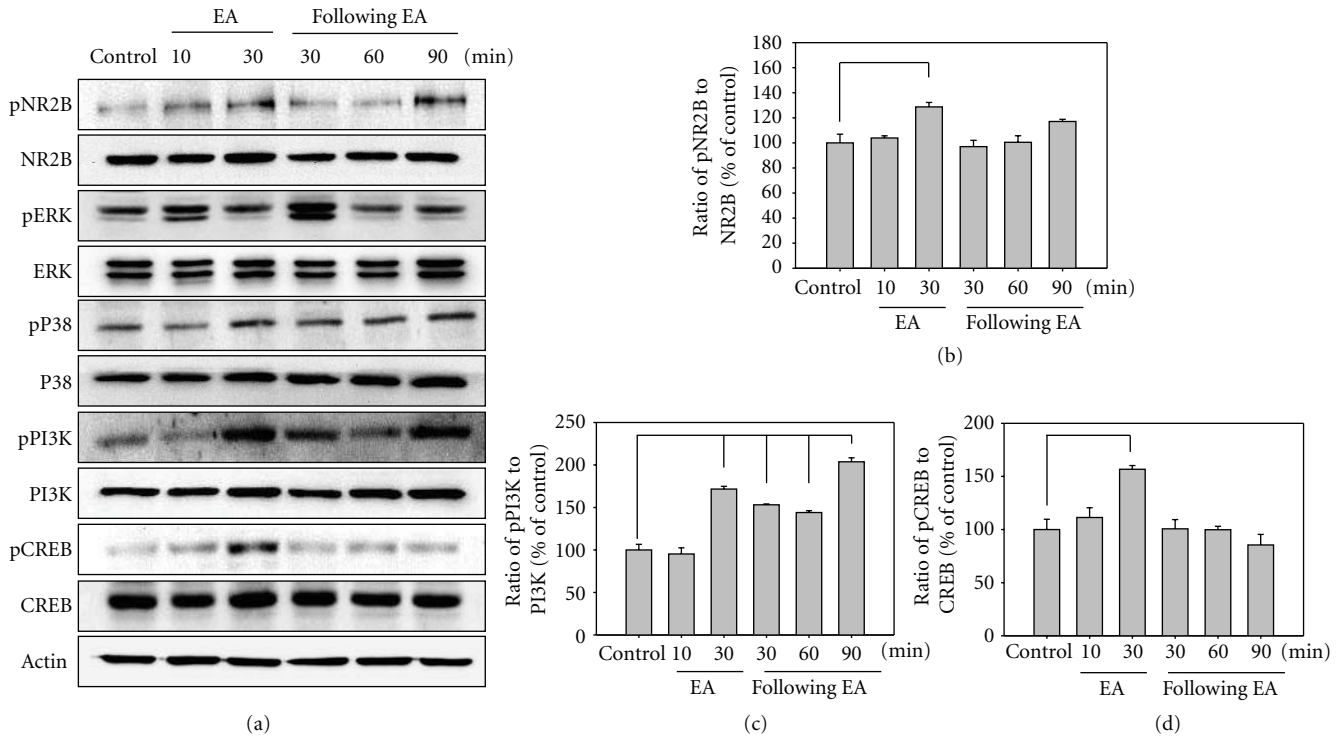 EA Following EA
Control 10 30 30 60 90 (min)
pNR2B
NR2B
pERK
ERK
pP38
P38
pPI3K
PI3K
pCREB
CREB
Actin
(a)
Ratio of pNR2B to
NR2B (% of control)
180
160
140
120
100
80
60
40
20
0
Control 10 30 30 60 90 (min)
EA Following EA
(b)
Ratio of pPI3K to
PI3K (% of control)
250
200
150
100
50
0
Control 10 30 30 60 90 (min)
EA Following EA
(c)
Ratio of pCREB to
CREB (% of control)
200
150
100
50
0
Control 10 30 30 60 90 (min)
EA Following EA
(d)